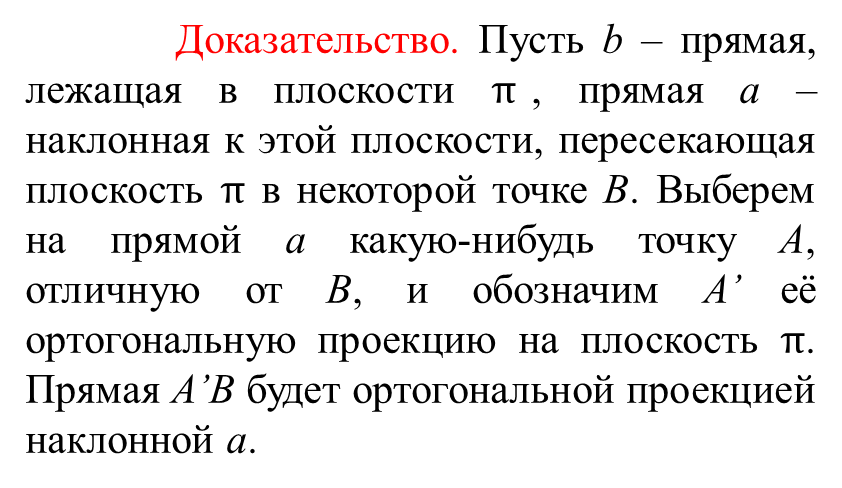 Доказательство. Пусть b – прямая,
лежащая в плоскости π , прямая a –
наклонная к этой плоскости, пересекающая
плоскость π в некоторой точке B. Выберем
на прямой a какую-нибудь точку A,
отличную от B, и обозначим A’ её
ортогональную проекцию на плоскость π.
Прямая A’B будет ортогональной проекцией
наклонной a.